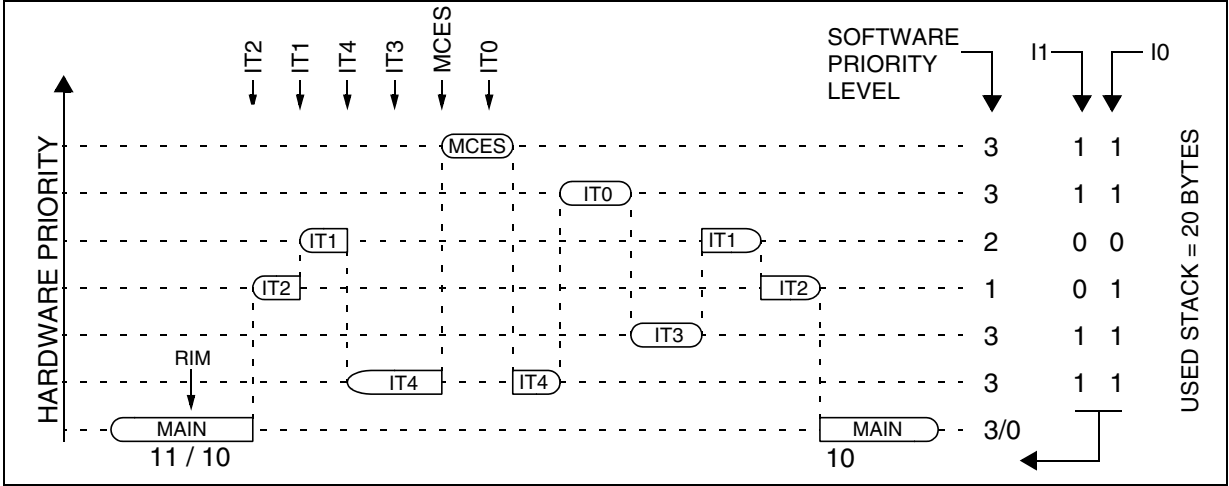 IT2
IT1
IT4
IT3
MCES
IT0
SOFTWARE
PRIORITY
LEVEL
I1
I0
HARDWARE PRIORITY
MCES
3
1 1
IT0
3
1 1
IT1
IT1
2
0 0
IT2
IT2
1
0 1
IT3
3
1 1
RIM
IT4
IT4
3
1 1
MAIN
MAIN
3/0
11 / 10
10
USED STACK = 20 BYTES